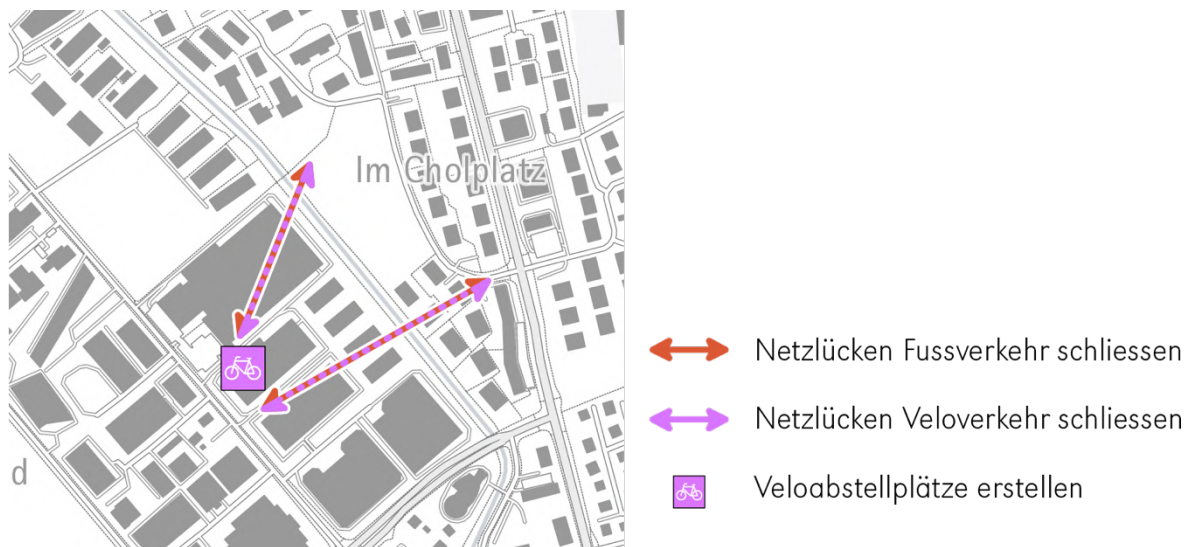 Im Cholplatz
d
Netzlücken Fussverkehr schliessen
Netzlücken Veloverkehr schliessen
Veloabstellplätze erstellen